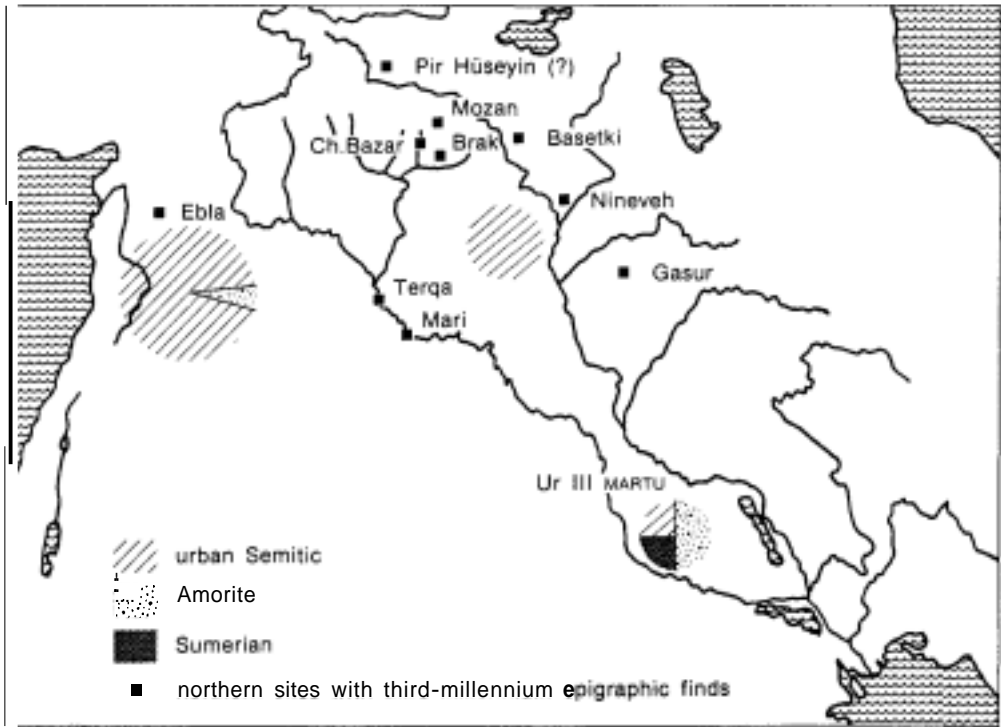 Pir Hüseyin (?)
Mozan
Ch.Bazar
Brak
Basetki
Nineveh
Ebla
Gasur
Terqa
Mari
Ur III MARTU
urban Semitic
Amorite
Sumerian
northern sites with third-millennium epigraphic finds